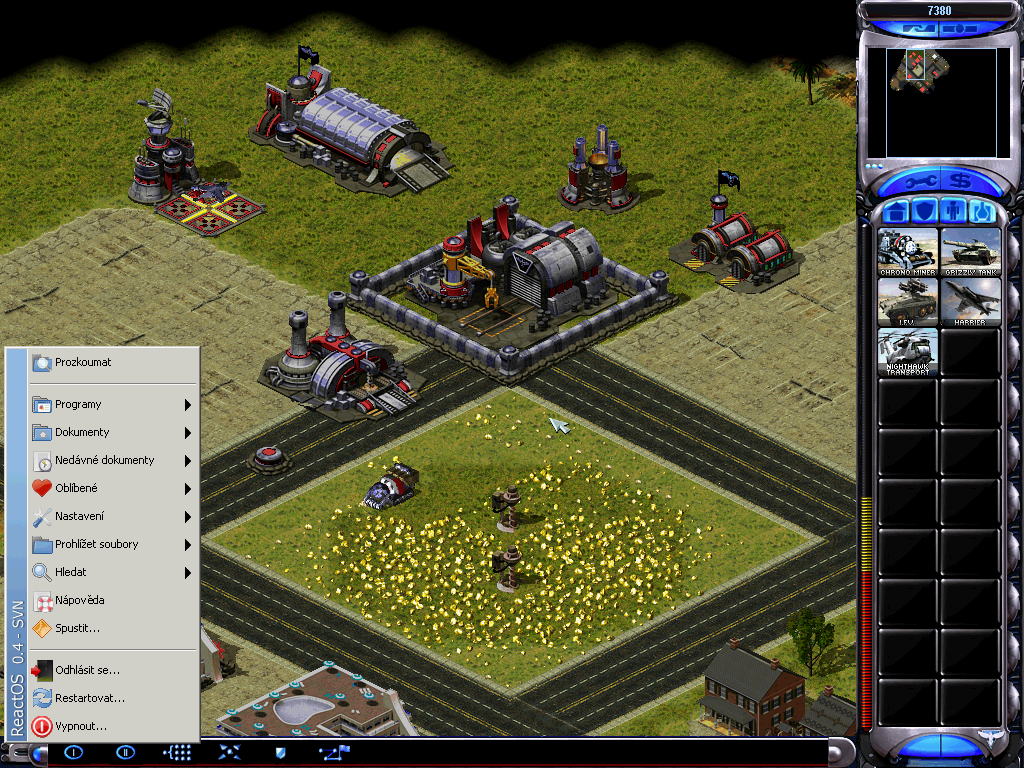 7380
CHRONO MINER
GRIZZLY TANK
IFV
HARRIER
NIGHTHAWK
TRANSPORT
Prozkoumat
Programy
Dokumenty
Nedávné dokumenty
Oblíbené
Nastavení
Prohlížet soubory
Hledat
Nápověda
Spustit...
Odhlásit se...
Restartovat...
Vypnout...
ReactOS 0.4 - SVN